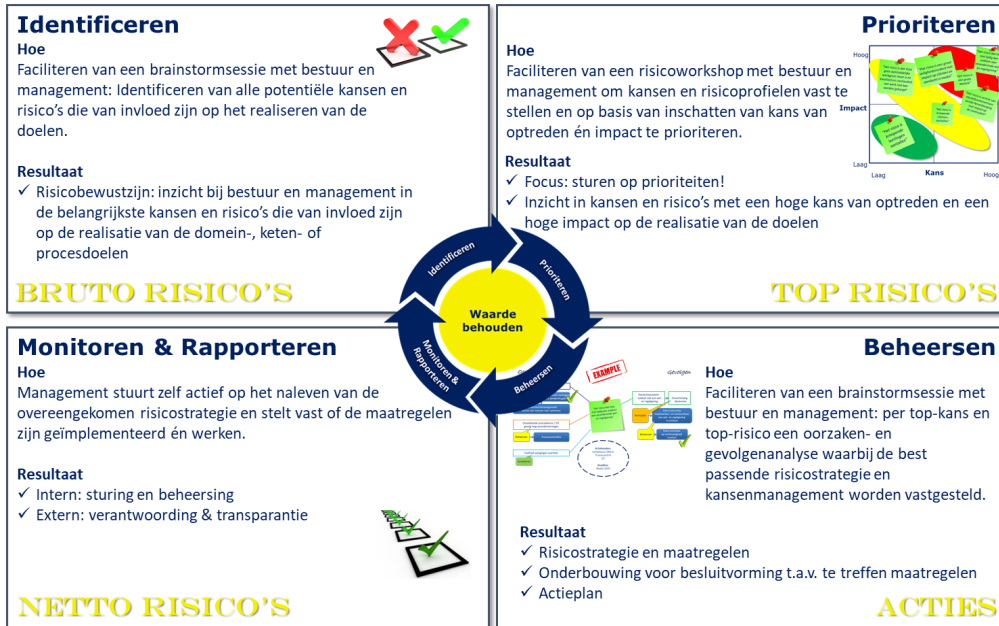 Identificeren
Hoe
Faciliteren van een brainstormsessie met bestuur en
management: Identificeren van alle potentiële kansen en
risico's die van invloed zijn op het realiseren van de
doelen.
Resultaat
✓ Risicobewustzijn: inzicht bij bestuur en management in
de belangrijkste kansen en risico's die van invloed zijn
op de realisatie van de domein-, keten- of
procesdoelen
BRUTO RISICO'S
Prioriteren
Hoe
Faciliteren van een risicoworkshop met bestuur en
management om kansen en risicoprofielen vast te
stellen en op basis van inschatten van kans van
optreden én impact te prioriteren.
Hoog
Impact
Laag
Laag
Kans
Hoog
Resultaat
✓ Focus: sturen op prioriteiten!
✓ Inzicht in kansen en risico's met een hoge kans van optreden en een
hoge impact op de realisatie van de doelen
TOP RISICO'S
Identificeren
Prioriteren
Beheersen
Monitoren &
Rapporteren
Waarde
behouden
Monitoren & Rapporteren
Hoe
Management stuurt zelf actief op het naleven van de
overeengekomen risicostrategie en stelt vast of de maatregelen
zijn geïmplementeerd én werken.
Resultaat
✓ Intern: sturing en beheersing
✓ Extern: verantwoording & transparantie
NETTO RISICO'S
Beheersen
EXAMPLE
Gevolgen
Hoe
Faciliteren van een brainstormsessie met
bestuur en management: per top-kans en
top-risico een oorzaken- en
gevolgenanalyse waarbij de best
passende risicostrategie en
kansenmanagement worden vastgesteld.
Resultaat
✓ Risicostrategie en maatregelen
✓ Onderbouwing voor besluitvorming t.a.v. te treffen maatregelen
✓ Actieplan
ACTIES